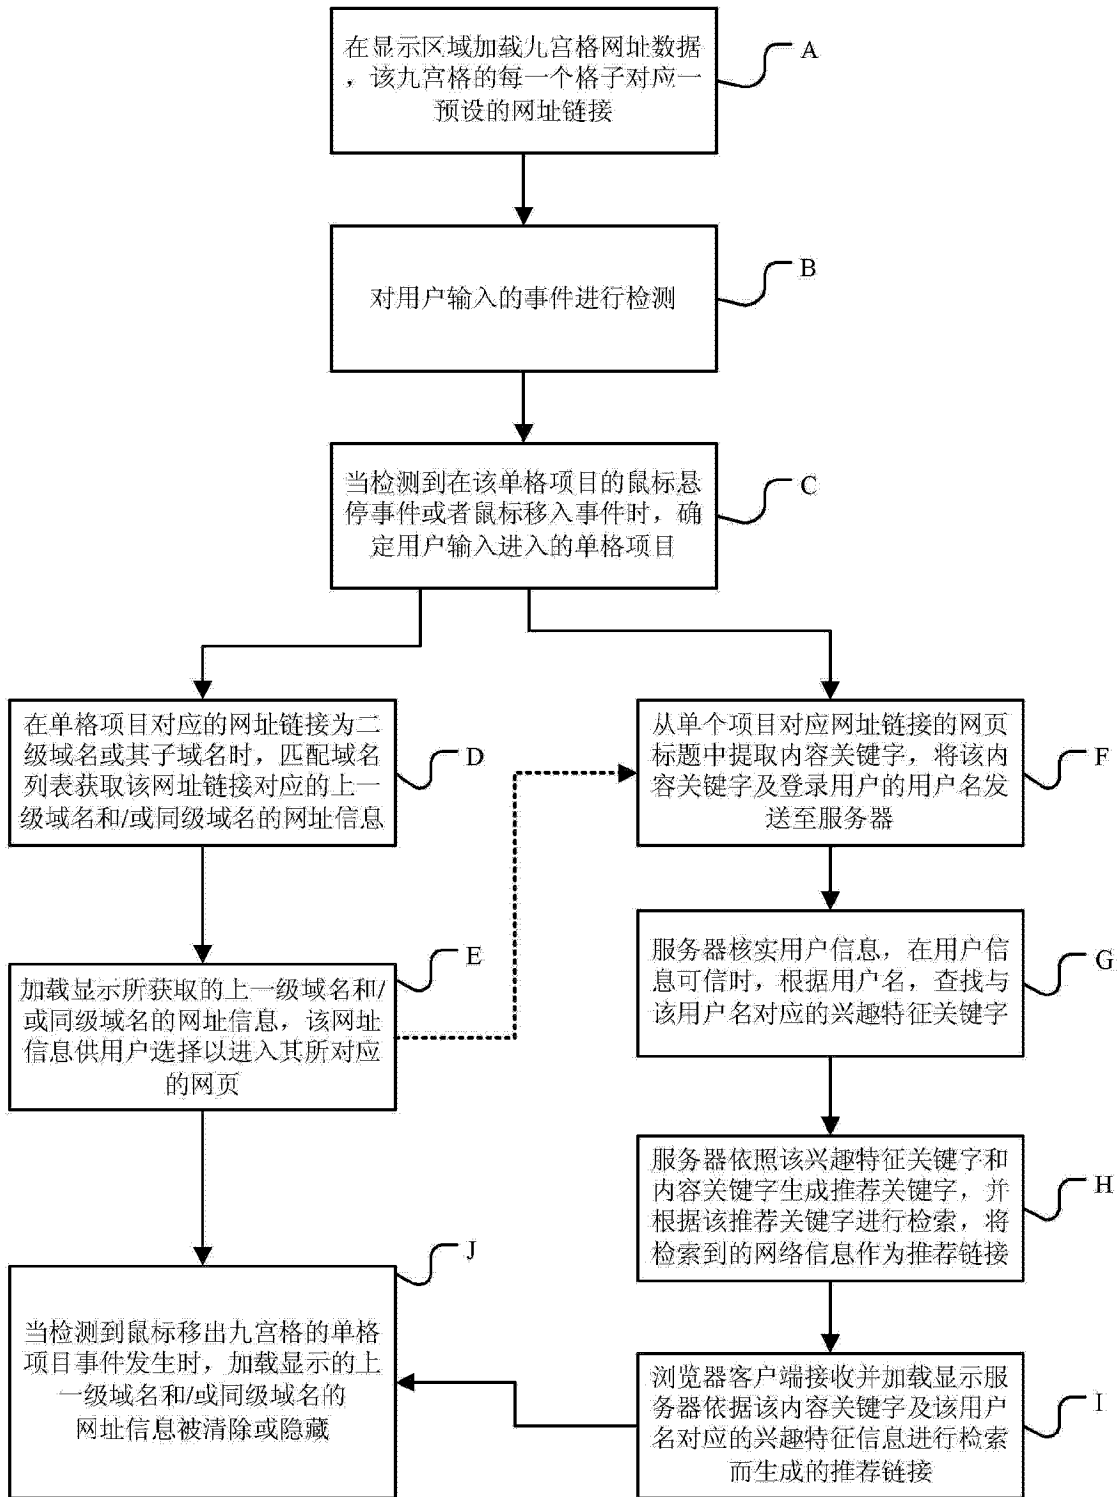 在显示区域加载九宫格网址数据
，该九宫格的每一个格子对应一
预设的网址链接
A
对用户输入的事件进行检测
B
当检测到在该单格项目的鼠标悬
停事件或者鼠标移入事件时，确
定用户输入进入的单格项目
C
在单格项目对应的网址链接为二
级域名或其子域名时，匹配域名
列表获取该网址链接对应的上一
级域名和/或同级域名的网址信息
D
加载显示所获取的上一级域名和/
或同级域名的网址信息，该网址
信息供用户选择以进入其所对应
的网页
E
从单个项目对应网址链接的网页
标题中提取内容关键字，将该内
容关键字及登录用户的用户名发
送至服务器
F
服务器核实用户信息，在用户信
息可信时，根据用户名，查找与
该用户名对应的兴趣特征关键字
G
服务器依照该兴趣特征关键字和
内容关键字生成推荐关键字，并
根据该推荐关键字进行检索，将
检索到的网络信息作为推荐链接
H
浏览器客户端接收并加载显示服
务器依据该内容关键字及该用户
名对应的兴趣特征信息进行检索
而生成的推荐链接
I
当检测到鼠标移出九宫格的单格
项目事件发生时，加载显示的上
一级域名和/或同级域名的
网址信息被清除或隐藏
J